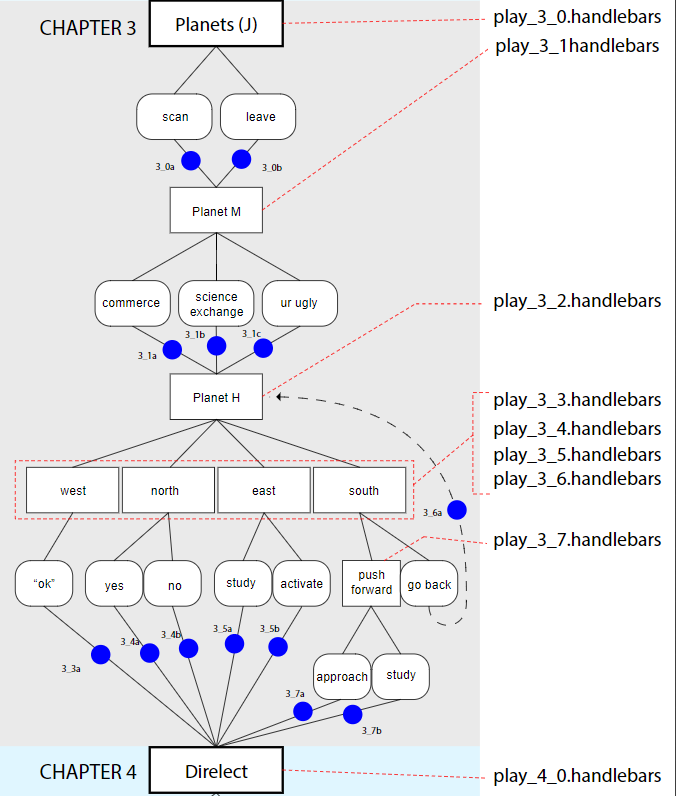 CHAPTER 3
Planets (J)
play_3_0.handlebars
play_3_1handlebars
scan
leave
3_0a
3_0b
Planet M
commerce
science
exchange
ur ugly
play_3_2.handlebars
3_1a
3_1b
3_1c
Planet H
play_3_3.handlebars
play_3_4.handlebars
play_3_5.handlebars
play_3_6.handlebars
west
north
east
south
3_6a
play_3_7.handlebars
"ok"
yes
no
study
activate
push
forward
go back
3_3a
3_4a
3_4b
3_5a
3_5b
approach
study
3_7a
3_7b
CHAPTER 4
Direlect
play_4_0.handlebars